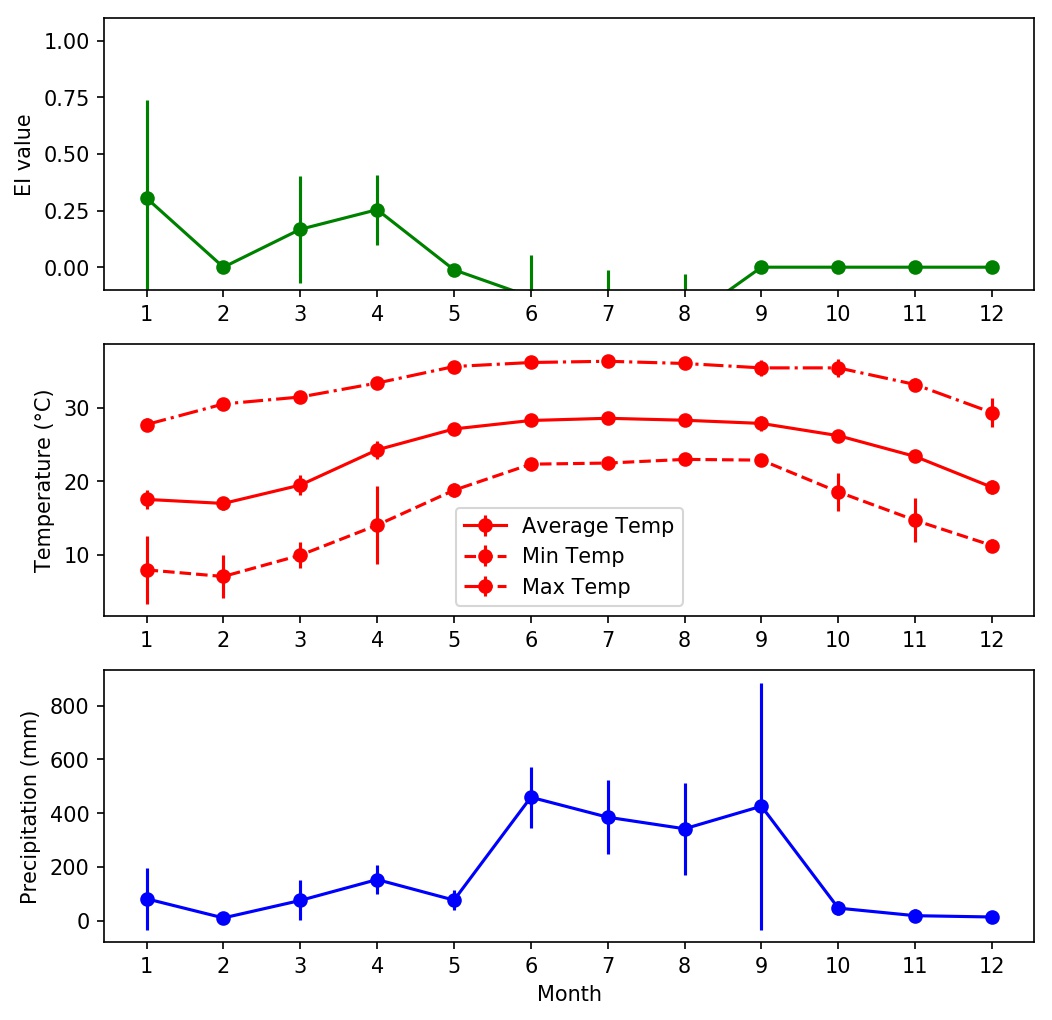 1.00
0.75
0.50
0.25
0.00
EI value
1 2 3 4 5 6 7 8 9 10 11 12
30
20
10
Temperature (°C)
Average Temp
Min Temp
Max Temp
1 2 3 4 5 6 7 8 9 10 11 12
800
600
400
200
0
Precipitation (mm)
1 2 3 4 5 6 7 8 9 10 11 12
Month